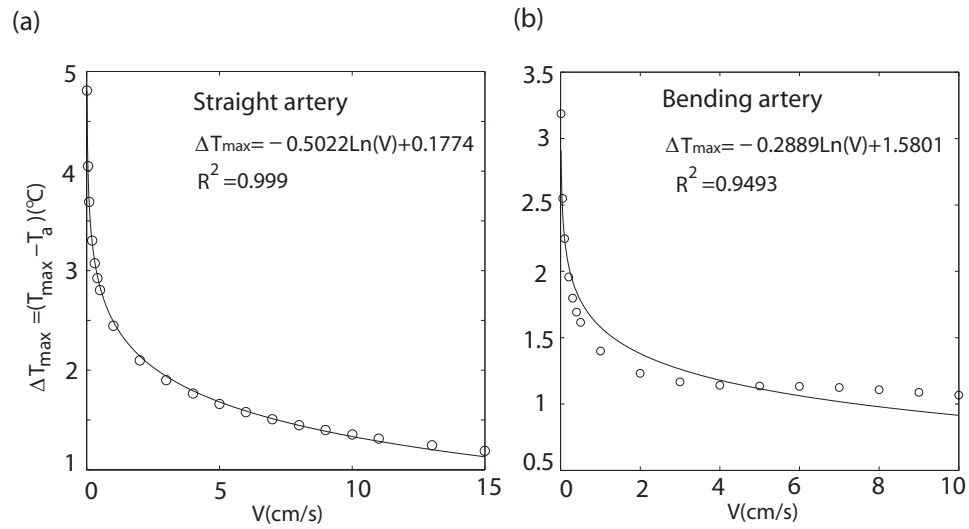 (a)
Straight artery
ΔTmax= −0.5022Ln(V)+0.1774
R²=0.999
ΔTmax=(Tmax−Ta)(°C)
5
4
3
2
1
0 5 10 15
V(cm/s)
(b)
Bending artery
ΔTmax= −0.2889Ln(V)+1.5801
R²=0.9493
3.5
3
2.5
2
1.5
1
0.5
0 2 4 6 8 10
V(cm/s)